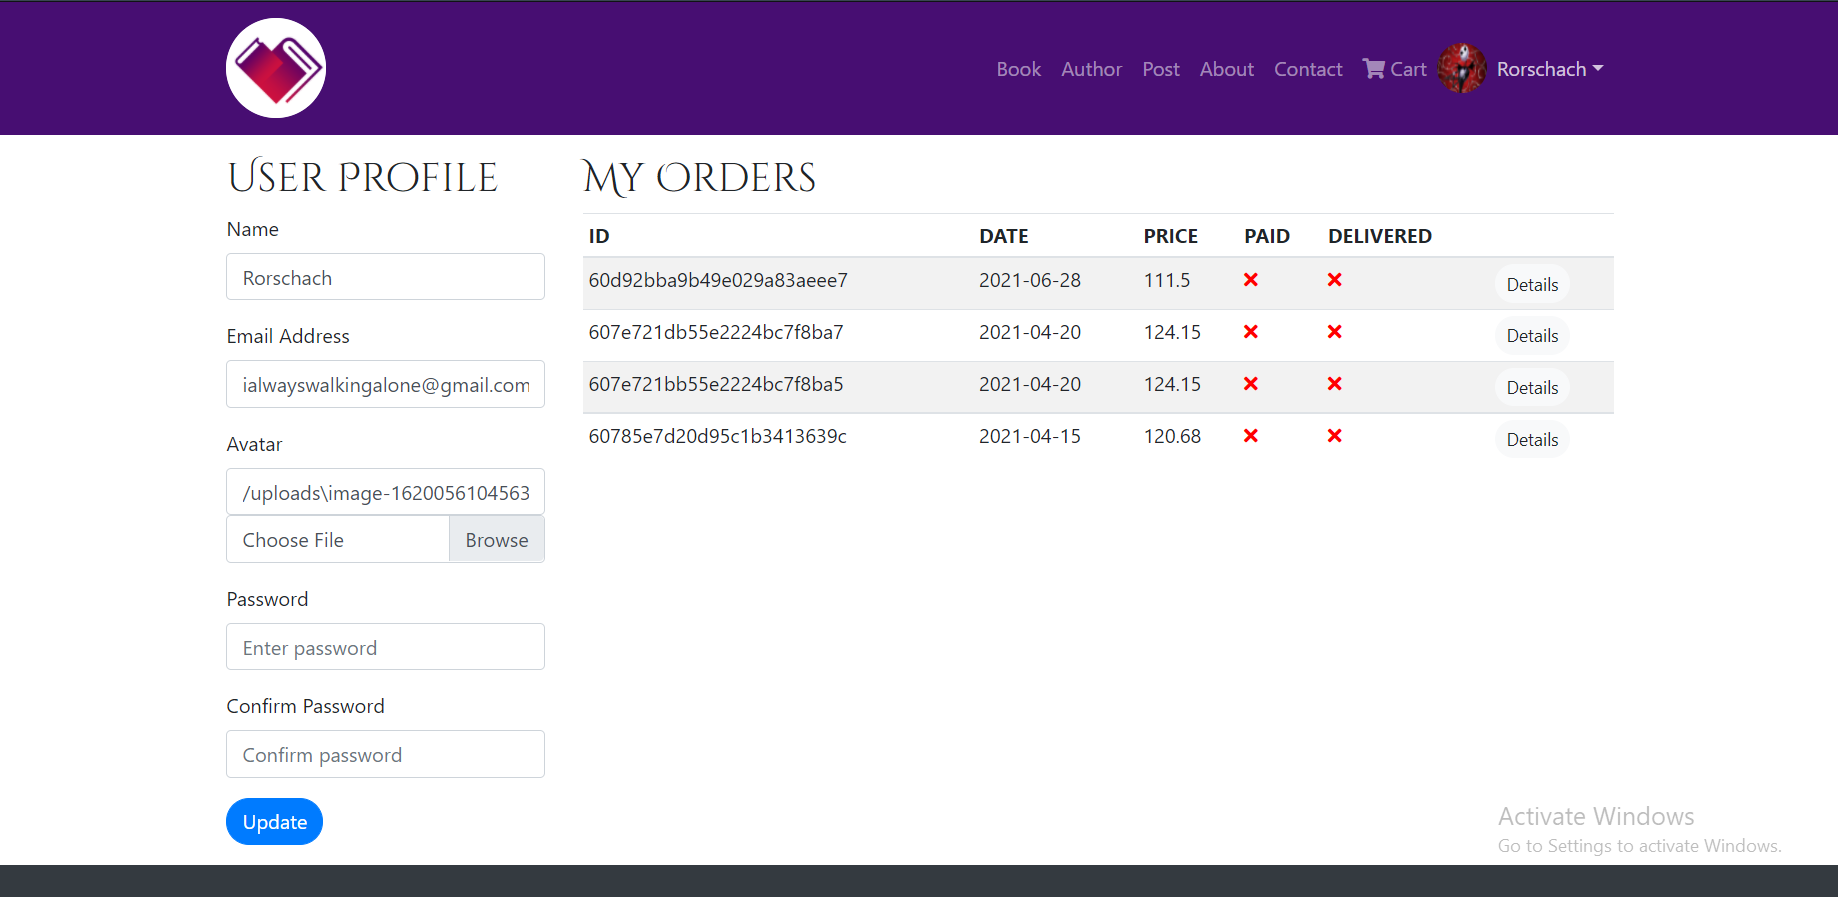 Book Author Post About Contact Cart Rorschach
User Profile
Name
Rorschach
Email Address
ialwayswalkingalone@gmail.com
Avatar
/uploads\image-1620056104563
Choose File Browse
Password
Enter password
Confirm Password
Confirm password
Update
My Orders
ID DATE PRICE PAID DELIVERED
60d92bba9b49e029a83aeee7 2021-06-28 111.5 Details
607e721db55e2224bc7f8ba7 2021-04-20 124.15 Details
607e721bb55e2224bc7f8ba5 2021-04-20 124.15 Details
60785e7d20d95c1b3413639c 2021-04-15 120.68 Details
Activate Windows
Go to Settings to activate Windows.